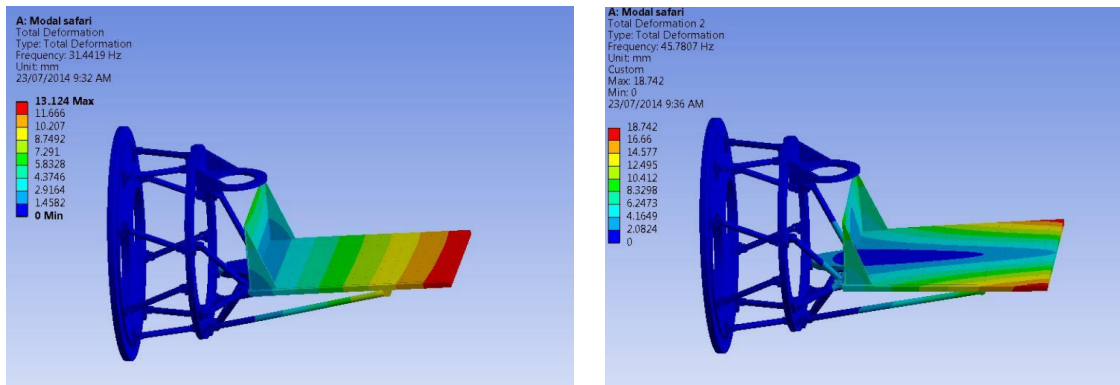 A: Modal safari
Total Deformation
Type: Total Deformation
Frequency: 31.4419 Hz
Unit: mm
23/07/2014 9:32 AM
13.124 Max
11.666
10.207
8.7492
7.291
5.8328
4.3746
2.9164
1.4582
0 Min
A: Modal safari
Total Deformation 2
Type: Total Deformation
Frequency: 45.7807 Hz
Unit: mm
Custom
Max: 18.742
Min: 0
23/07/2014 9:36 AM
18.742
16.66
14.577
12.495
10.412
8.3298
6.2473
4.1649
2.0824
0